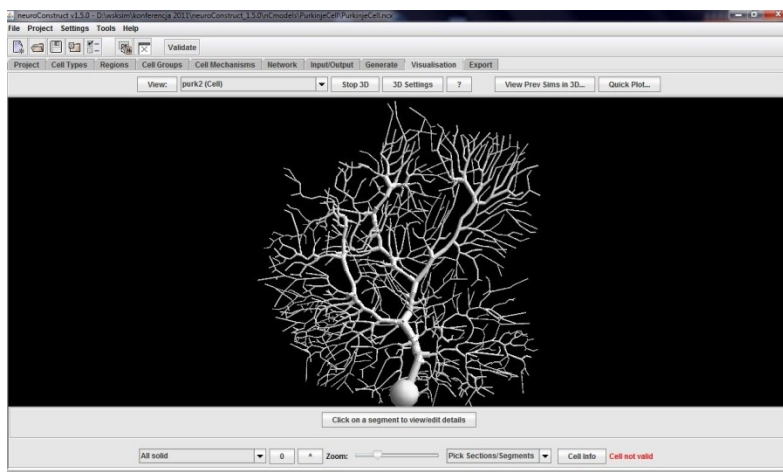 neuroConstruct v1.5.0 - D:\wsksim\konferencja 2011\neuroConstruct_1.5.0\nCmodels\PurkinjeCell\PurkinjeCell.ncx
File Project Settings Tools Help
Validate
Project Cell Types Regions Cell Groups Cell Mechanisms Network Input/Output Generate Visualisation Export
View: purk2 (Cell) Stop 3D 3D Settings ? View Prev Sims in 3D... Quick Plot...
Click on a segment to view/edit details
All solid 0 ^ Zoom: Pick Sections/Segments Cell Info Cell not valid